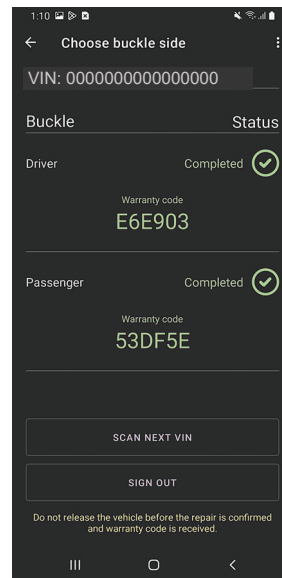 1:10
Choose buckle side
VIN: 0000000000000000
Buckle Status
Driver Completed
Warranty code
E6E903
Passenger Completed
Warranty code
53DF5E
SCAN NEXT VIN
SIGN OUT
Do not release the vehicle before the repair is confirmed
and warranty code is received.